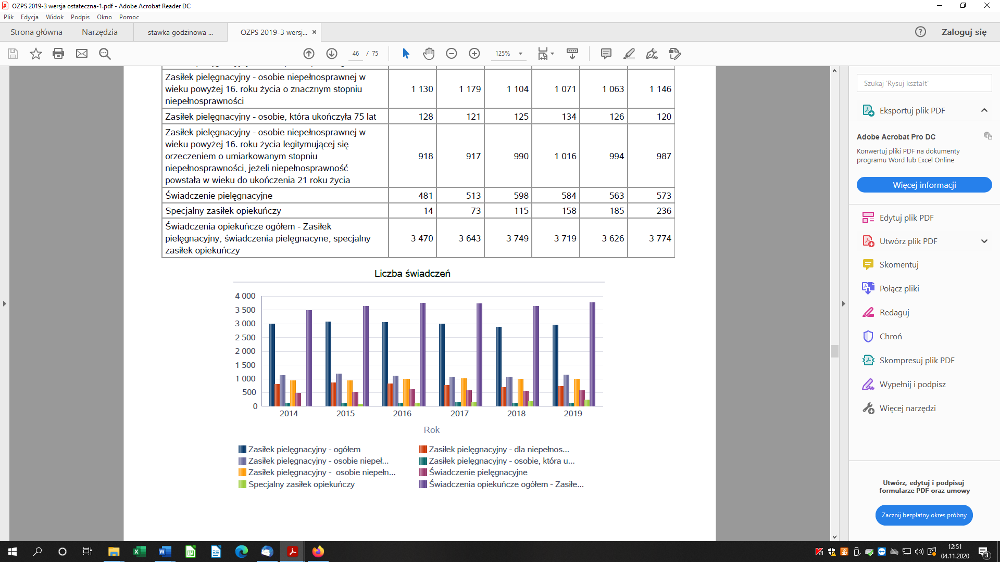 OZPS 2019-3 wersja ostateczna-1.pdf - Adobe Acrobat Reader DC
Plik Edycja Widok Podpis Okno Pomoc
Strona główna Narzędzia stawka godzinowa ... OZPS 2019-3 wersj... × Zaloguj się
46 / 75 125%
Zasiłek pielęgnacyjny - osobie niepełnosprawnej w
wieku powyżej 16. roku życia o znacznym stopniu 1 130 1 179 1 104 1 071 1 063 1 146
niepełnosprawności
Zasiłek pielęgnacyjny - osobie, która ukończyła 75 lat 128 121 125 134 126 120
Zasiłek pielęgnacyjny - osobie niepełnosprawnej w
wieku powyżej 16. roku życia legitymującej się
orzeczeniem o umiarkowanym stopniu 918 917 990 1 016 994 987
niepełnosprawności, jeżeli niepełnosprawność
powstała w wieku do ukończenia 21 roku życia
Świadczenie pielęgnacyjne 481 513 598 584 563 573
Specjalny zasiłek opiekuńczy 14 73 115 158 185 236
Świadczenia opiekuńcze ogółem - Zasiłek
pielęgnacyjny, świadczenia pielęgnacyne, specjalny 3 470 3 643 3 749 3 719 3 626 3 774
zasiłek opiekuńczy
Liczba świadczeń
4 000
3 500
3 000
2 500
2 000
1 500
1 000
500
0
2014 2015 2016 2017 2018 2019
Rok
Zasiłek pielęgnacyjny - ogółem Zasiłek pielęgnacyjny - dla niepełnos...
Zasiłek pielęgnacyjny - osobie niepeł... Zasiłek pielęgnacyjny - osobie, która u...
Zasiłek pielęgnacyjny - osobie niepełn... Świadczenie pielęgnacyjne
Specjalny zasiłek opiekuńczy Świadczenia opiekuńcze ogółem - Zasiłe...
Szukaj 'Rysuj kształt'
Eksportuj plik PDF
Adobe Acrobat Pro DC
Konwertuj pliki PDF na dokumenty
programu Word lub Excel Online
Więcej informacji
Edytuj plik PDF
Utwórz plik PDF
Skomentuj
Połącz pliki
Redaguj
Chroń
Skompresuj plik PDF
Wypełnij i podpisz
Więcej narzędzi
Utwórz, edytuj i podpisuj
formularze PDF oraz umowy
Zacznij bezpłatny okres próbny
12:51
04.11.2020
3